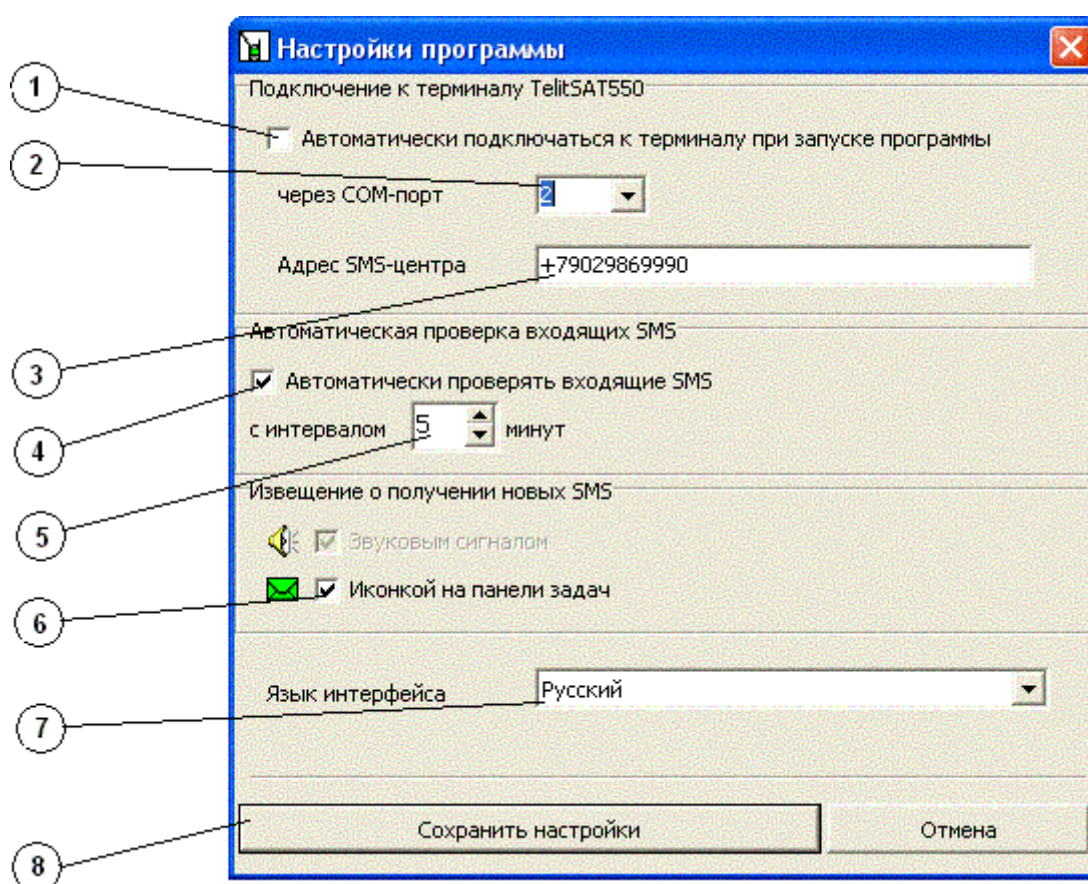 Настройки программы
Подключение к терминалу TelitSAT550
1
Автоматически подключаться к терминалу при запуске программы
2
через COM-порт 2
Адрес SMS-центра +79029869990
3
Автоматическая проверка входящих SMS
Автоматически проверять входящие SMS
4
с интервалом 5 минут
5
Извещение о получении новых SMS
Звуковым сигналом
Иконкой на панели задач
6
Язык интерфейса Русский
7
Сохранить настройки Отмена
8